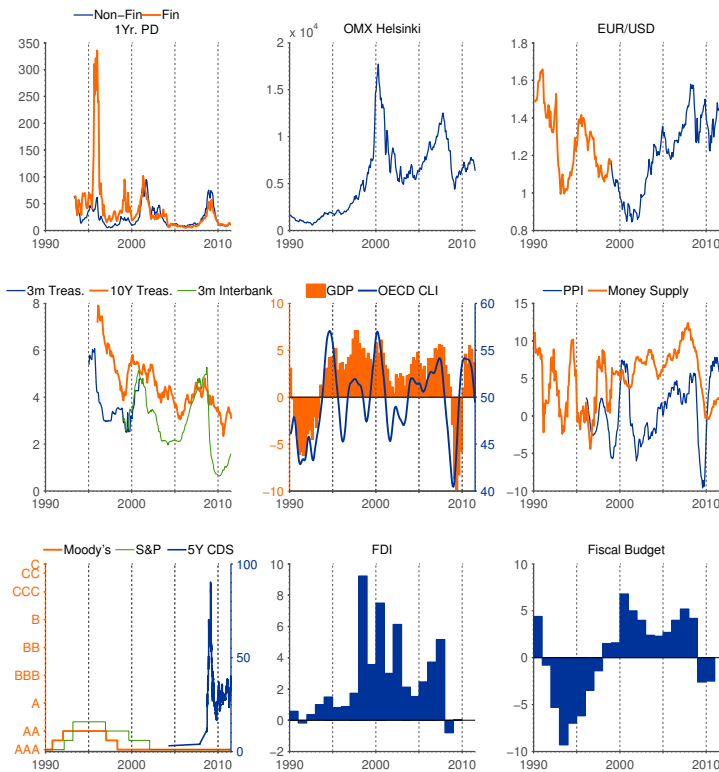 Non-Fin Fin
1Yr. PD
350
300
250
200
150
100
50
0
1990 2000 2010
OMX Helsinki
2 x 10^4
1.5
1
0.5
0
1990 2000 2010
EUR/USD
1.8
1.6
1.4
1.2
1
0.8
1990 2000 2010
3m Treas. 10Y Treas. 3m Interbank
8
6
4
2
0
1990 2000 2010
GDP OECD CLI
10 60
5 55
0 50
−5 45
−10 40
1990 2000 2010
PPI Money Supply
15
10
5
0
−5
−10
1990 2000 2010
Moody's S&P 5Y CDS
C 100
CC
CCC
B
BB 50
BBB
A
AA
AAA 0
1990 2000 2010
FDI
10
8
6
4
2
0
−2
1990 2000 2010
Fiscal Budget
10
5
0
−5
−10
1990 2000 2010